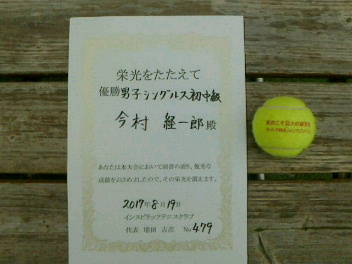 栄光をたたえて
優勝 男子シングルス初中級
今村 経一郎 殿
あなたは本大会において頭書の通り、優秀な
成績をおさめましたので、その栄光を讃えます。
2017年8月19日
インスピリッツテニスクラブ
代表
No 479